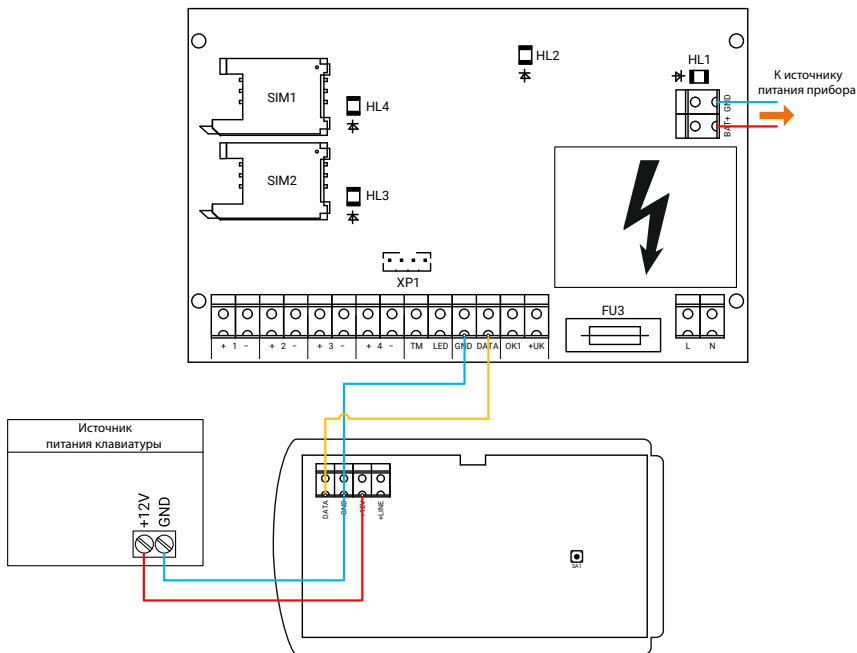 HL2
HL1
К источнику
питания прибора
SIM1
HL4
GND
BAT+
SIM2
HL3
XP1
FU3
+ 1 − + 2 − + 3 − + 4 − TM LED GND DATA OK1 +UK
L N
Источник
питания клавиатуры
+12V
GND
DATA
GND
+12V
+LINE
SA1